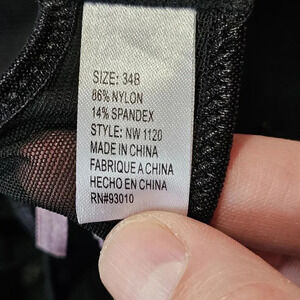 SIZE: 34B
86% NYLON
14% SPANDEX
STYLE: NW 1120
MADE IN CHINA
FABRIQUE A CHINA
HECHO EN CHINA
RN#93010